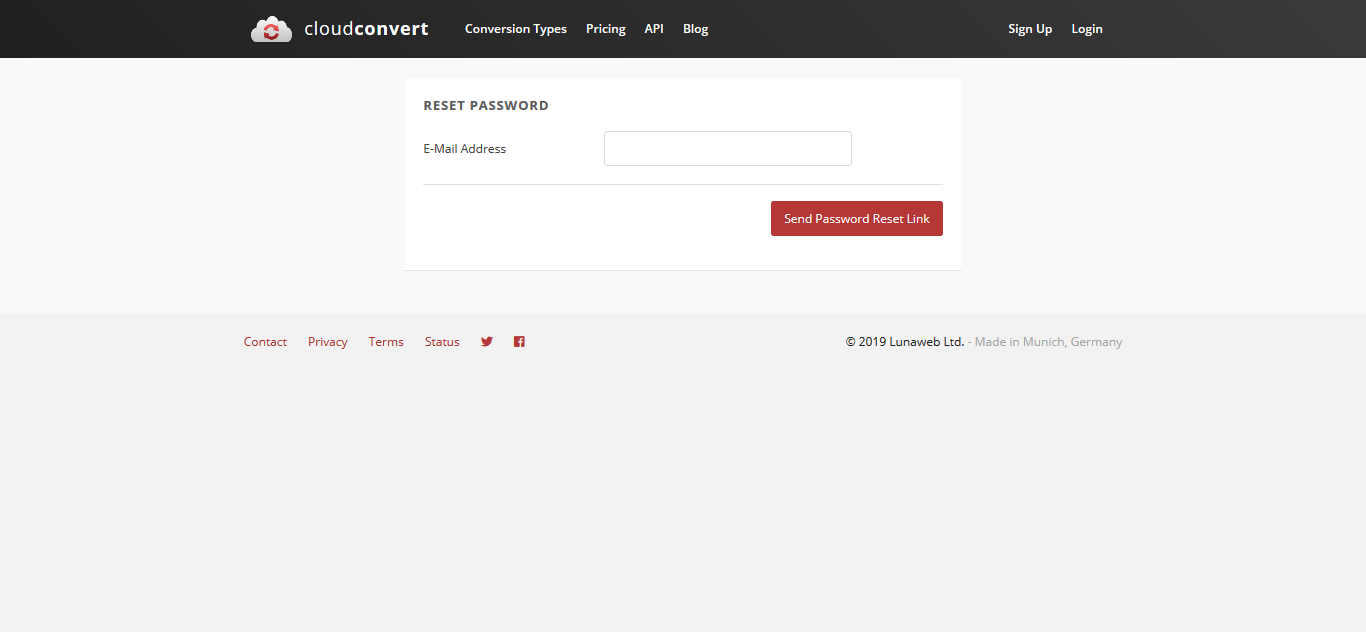 cloudconvert Conversion Types Pricing API Blog Sign Up Login
RESET PASSWORD
E-Mail Address
Send Password Reset Link
Contact Privacy Terms Status © 2019 Lunaweb Ltd. - Made in Munich, Germany